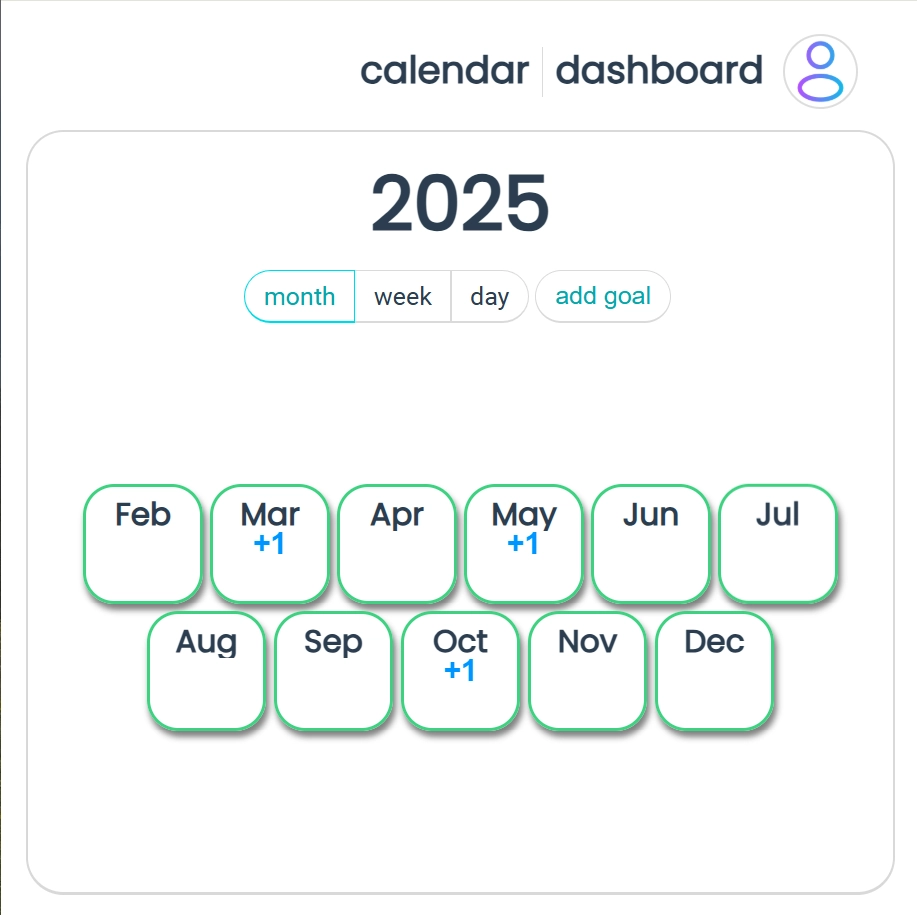 calendar dashboard
2025
month week day add goal
Feb Mar Apr May Jun Jul
+1 +1
Aug Sep Oct Nov Dec
+1